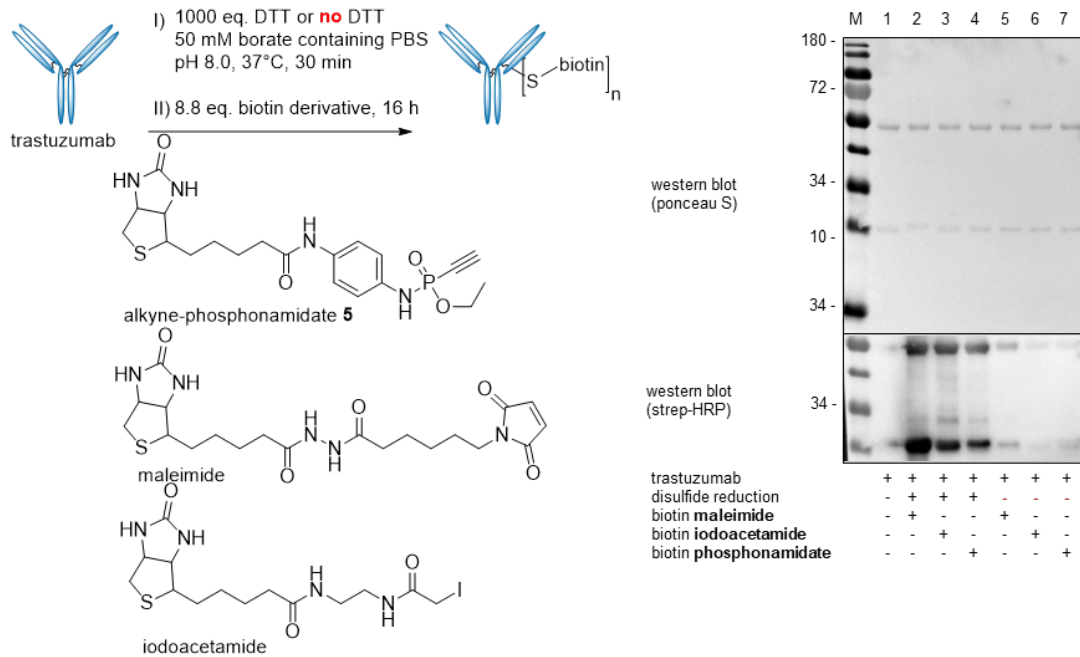 I) 1000 eq. DTT or no DTT
50 mM borate containing PBS
pH 8.0, 37°C, 30 min
II) 8.8 eq. biotin derivative, 16 h
trastuzumab
S biotin
n
O
HN NH
S
O
H
N
N
H
O
P
O
alkyne-phosphonamidate 5
O
HN NH
S
O
H
N
N
H
O
O
N
O
maleimide
O
HN NH
S
O
H
N
N
H
O
I
iodoacetamide
M 1 2 3 4 5 6 7
180 -
72 -
34 -
10 -
34 -
34 -
western blot
(ponceau S)
western blot
(strep-HRP)
trastuzumab + + + + + + +
disulfide reduction - + + + - - -
biotin maleimide - + - - + - -
biotin iodoacetamide - - + - - + -
biotin phosphonamidate - - - + - - +